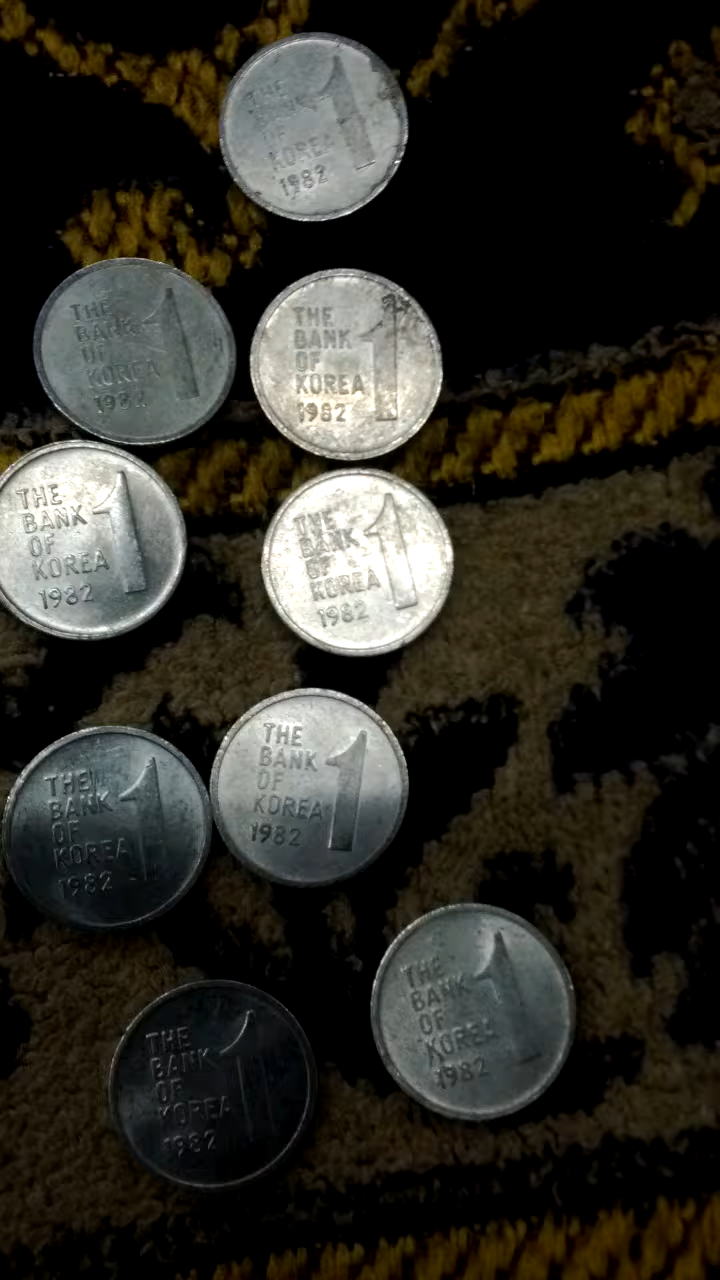 THE
BANK
OF
KOREA
1982
1
THE
BANK
OF
KOREA
1982
1
THE
BANK
OF
KOREA
1982
1
THE
BANK
OF
KOREA
1982
1
THE
BANK
OF
KOREA
1982
1
THE
BANK
OF
KOREA
1982
1
THE
BANK
OF
KOREA
1982
1
THE
BANK
OF
KOREA
1982
1
THE
BANK
OF
KOREA
1982
1